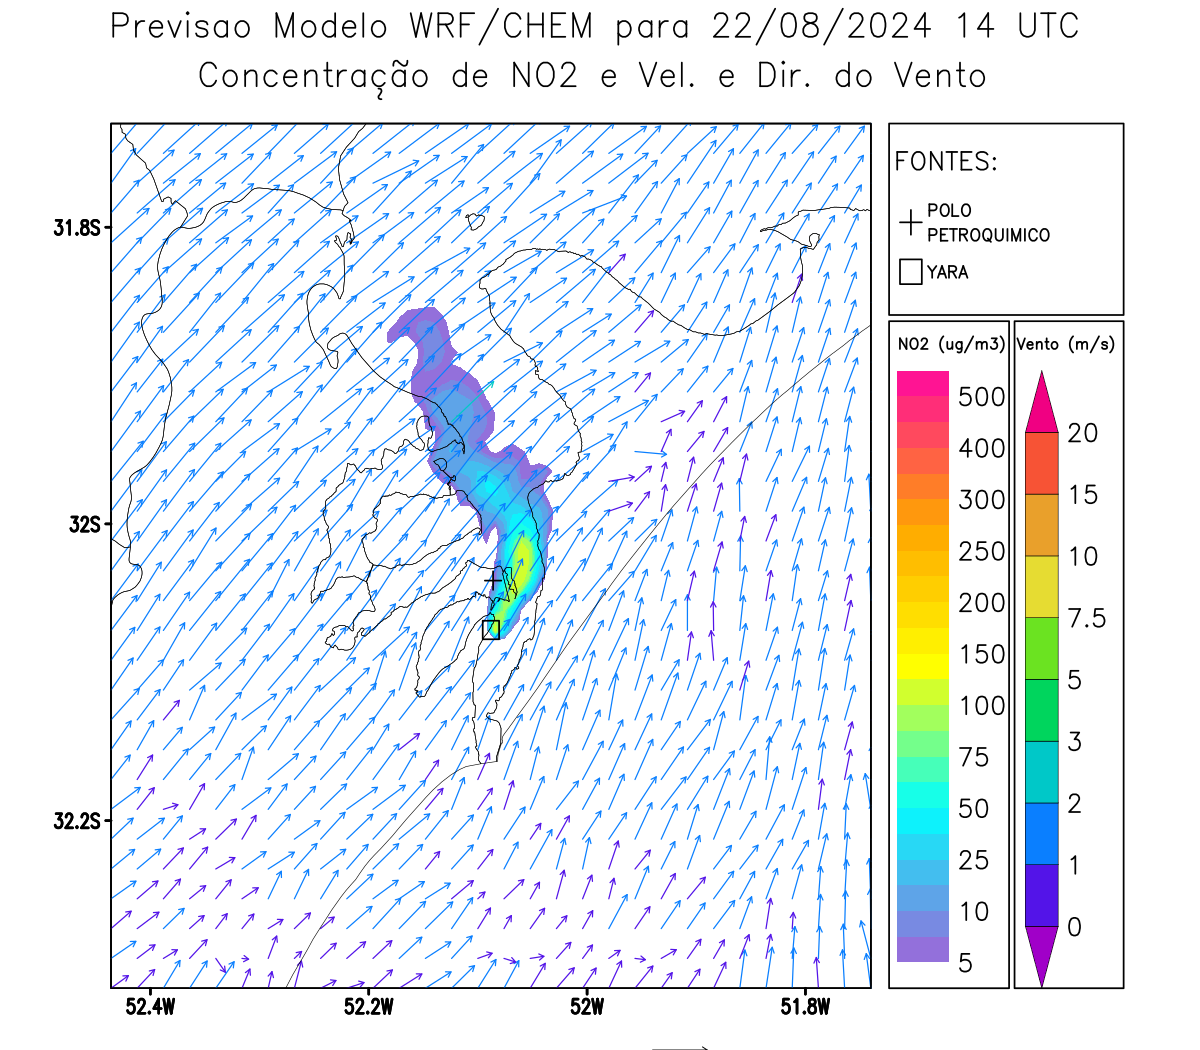 Previsao Modelo WRF/CHEM para 22/08/2024 14 UTC
Concentração de NO2 e Vel. e Dir. do Vento
FONTES:
POLO
PETROQUIMICO
YARA
31.8S
32S
32.2S
52.4W
52.2W
52W
51.8W
NO2 (ug/m3)
500
400
300
250
200
150
100
75
50
25
10
5
Vento (m/s)
20
15
10
7.5
5
3
2
1
0